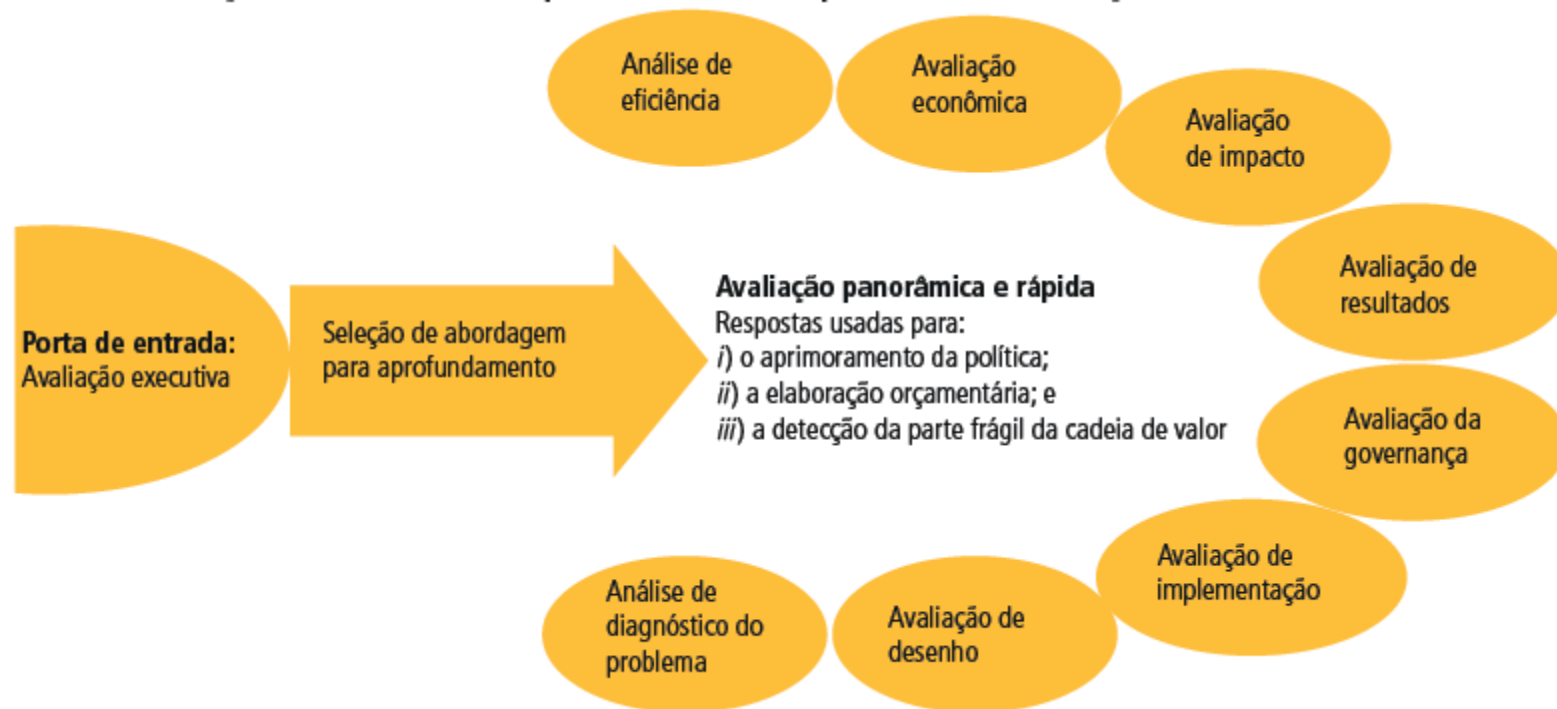 Porta de entrada:
Avaliação executiva
Seleção de abordagem
para aprofundamento
Avaliação panorâmica e rápida
Respostas usadas para:
i) o aprimoramento da política;
ii) a elaboração orçamentária; e
iii) a detecção da parte frágil da cadeia de valor
Análise de
eficiência
Avaliação
econômica
Avaliação
de impacto
Avaliação de
resultados
Avaliação da
governança
Avaliação de
implementação
Avaliação de
desenho
Análise de
diagnóstico do
problema